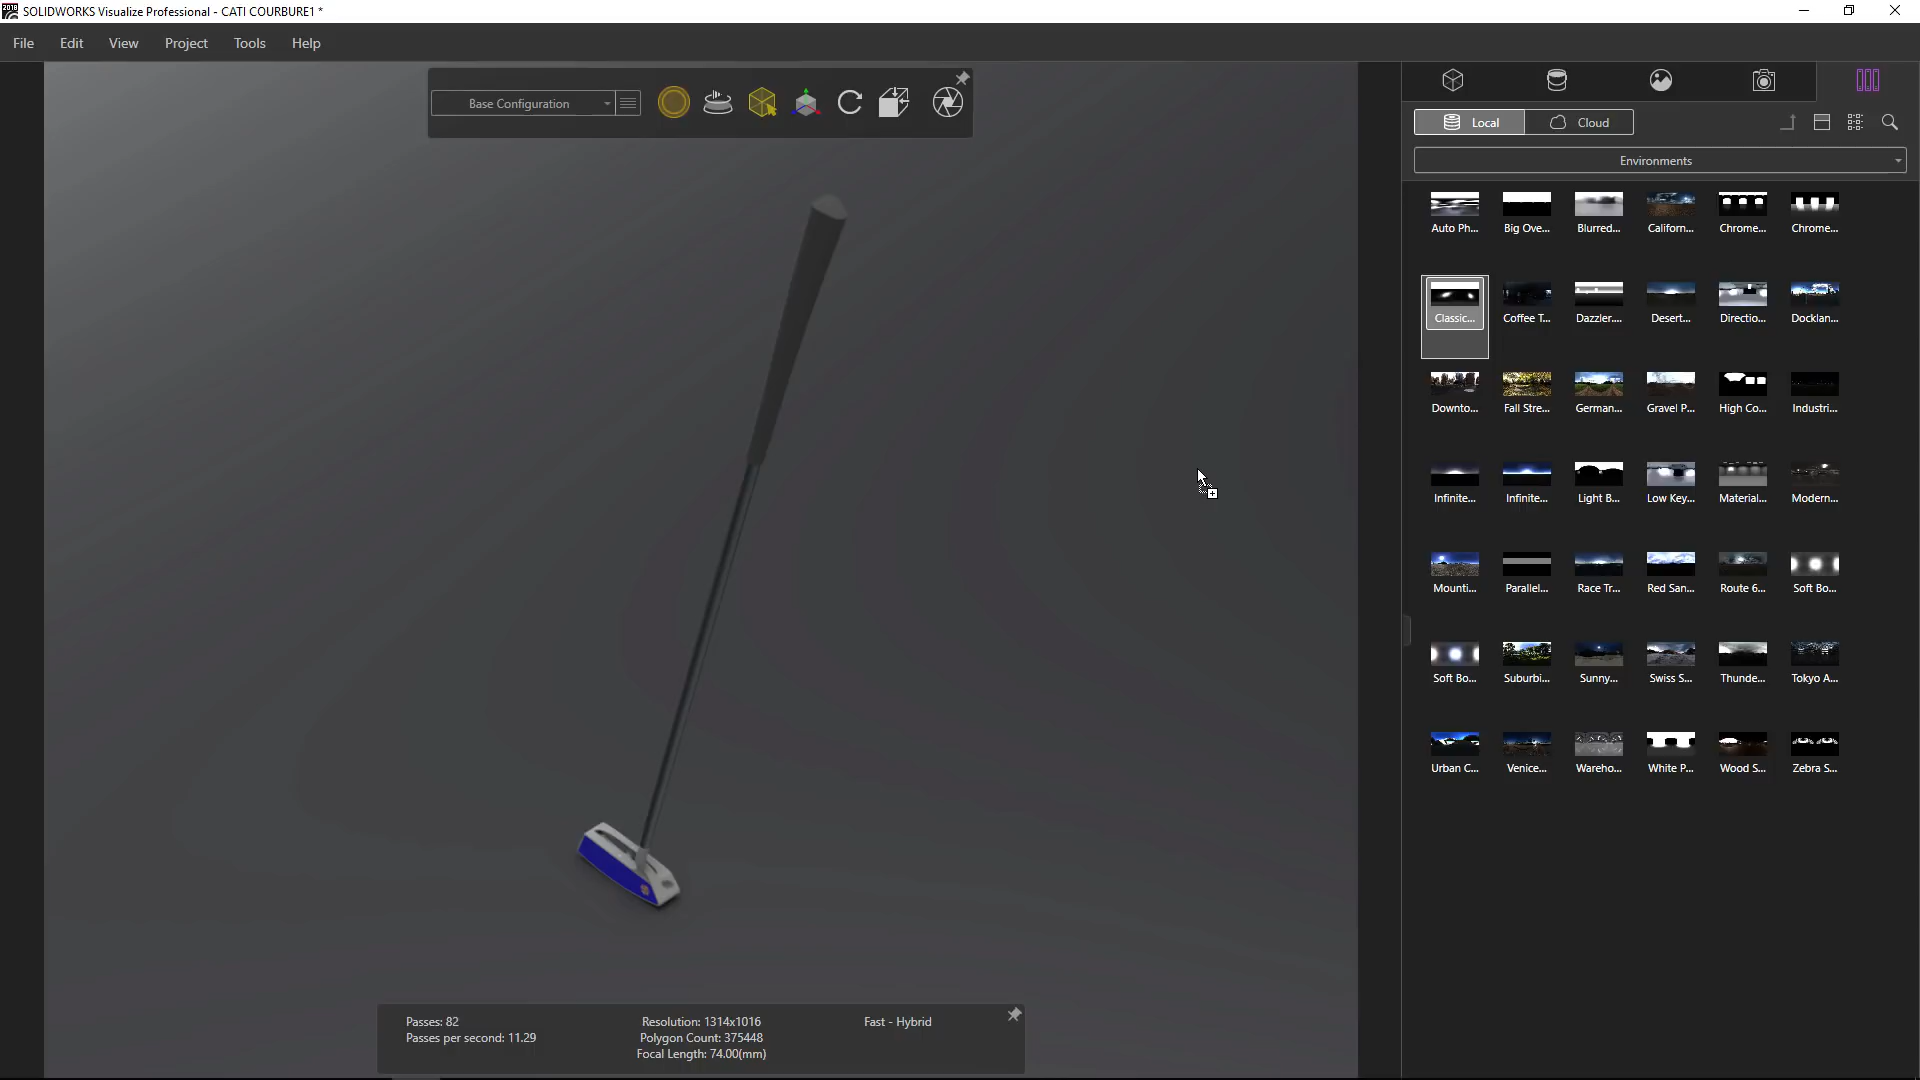 SOLIDWORKS Visualize Professional - CATI COURBURE1 *
File Edit View Project Tools Help
Base Configuration
Local Cloud
Environments
Auto Ph... Big Ove... Blurred... Californ... Chrome... Chrome...
Classic... Coffee T... Dazzler.... Desert... Directio... Docklan...
Downto... Fall Stre... German... Gravel P... High Co... Industri...
Infinite... Infinite... Light B... Low Key... Material... Modern...
Mounti... Parallel... Race Tr... Red San... Route 6... Soft Bo...
Soft Bo... Suburbi... Sunny... Swiss S... Thunde... Tokyo A...
Urban C... Venice... Wareho... White P... Wood S... Zebra S...
Passes: 82
Passes per second: 11.29
Resolution: 1314x1016
Polygon Count: 375448
Focal Length: 74.00(mm)
Fast - Hybrid